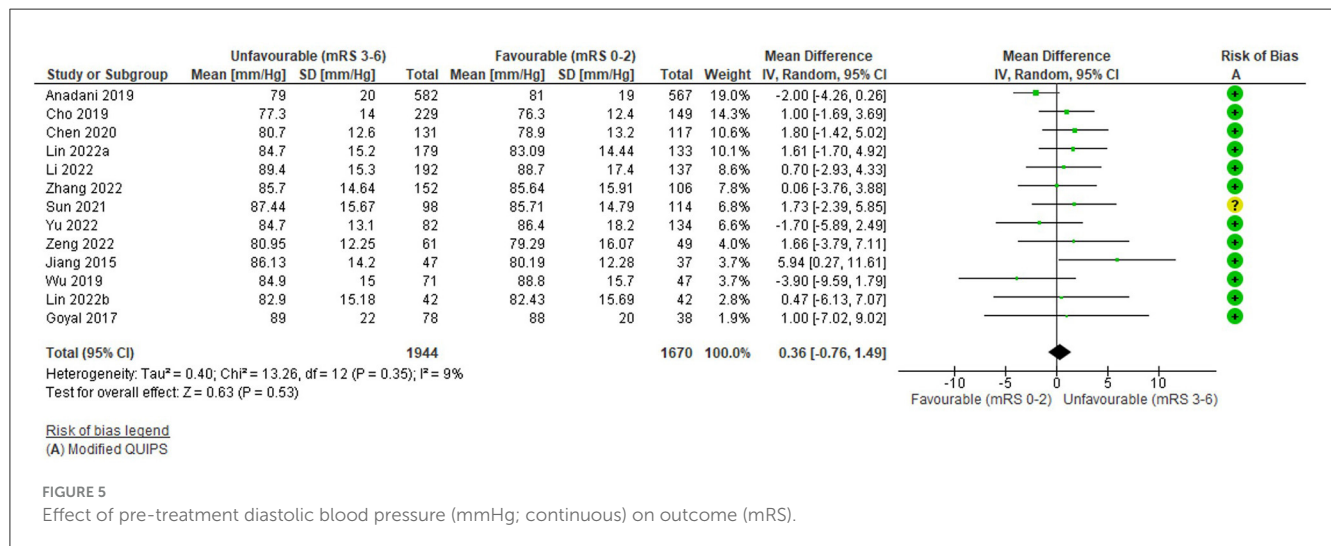 Unfavourable (mRS 3-6) Favourable (mRS 0-2) Mean Difference Mean Difference Risk of Bias
Study or Subgroup Mean [mm/Hg] SD [mm/Hg] Total Mean [mm/Hg] SD [mm/Hg] Total Weight IV, Random, 95% CI IV, Random, 95% CI A
Anadani 2019 79 20 582 81 19 567 19.0% -2.00 [-4.26, 0.26] +
Cho 2019 77.3 14 229 76.3 12.4 149 14.3% 1.00 [-1.69, 3.69] +
Chen 2020 80.7 12.6 131 78.9 13.2 117 10.6% 1.80 [-1.42, 5.02] +
Lin 2022a 84.7 15.2 179 83.09 14.44 133 10.1% 1.61 [-1.70, 4.92] +
Li 2022 89.4 15.3 192 88.7 17.4 137 8.6% 0.70 [-2.93, 4.33] +
Zhang 2022 85.7 14.64 152 85.64 15.91 106 7.8% 0.06 [-3.76, 3.88] +
Sun 2021 87.44 15.67 98 85.71 14.79 114 6.8% 1.73 [-2.39, 5.85] ?
Yu 2022 84.7 13.1 82 86.4 18.2 134 6.6% -1.70 [-5.89, 2.49] +
Zeng 2022 80.95 12.25 61 79.29 16.07 49 4.0% 1.66 [-3.79, 7.11] +
Jiang 2015 86.13 14.2 47 80.19 12.28 37 3.7% 5.94 [0.27, 11.61] +
Wu 2019 84.9 15 71 88.8 15.7 47 3.7% -3.90 [-9.59, 1.79] +
Lin 2022b 82.9 15.18 42 82.43 15.69 42 2.8% 0.47 [-6.13, 7.07] +
Goyal 2017 89 22 78 88 20 38 1.9% 1.00 [-7.02, 9.02] +
Total (95% CI) 1944 1670 100.0% 0.36 [-0.76, 1.49]
Heterogeneity: Tau² = 0.40; Chi² = 13.26, df = 12 (P = 0.35); I² = 9%
Test for overall effect: Z = 0.63 (P = 0.53)
-10 -5 0 5 10
Favourable (mRS 0-2) Unfavourable (mRS 3-6)
Risk of bias legend
(A) Modified QUIPS
FIGURE 5
Effect of pre-treatment diastolic blood pressure (mmHg; continuous) on outcome (mRS).